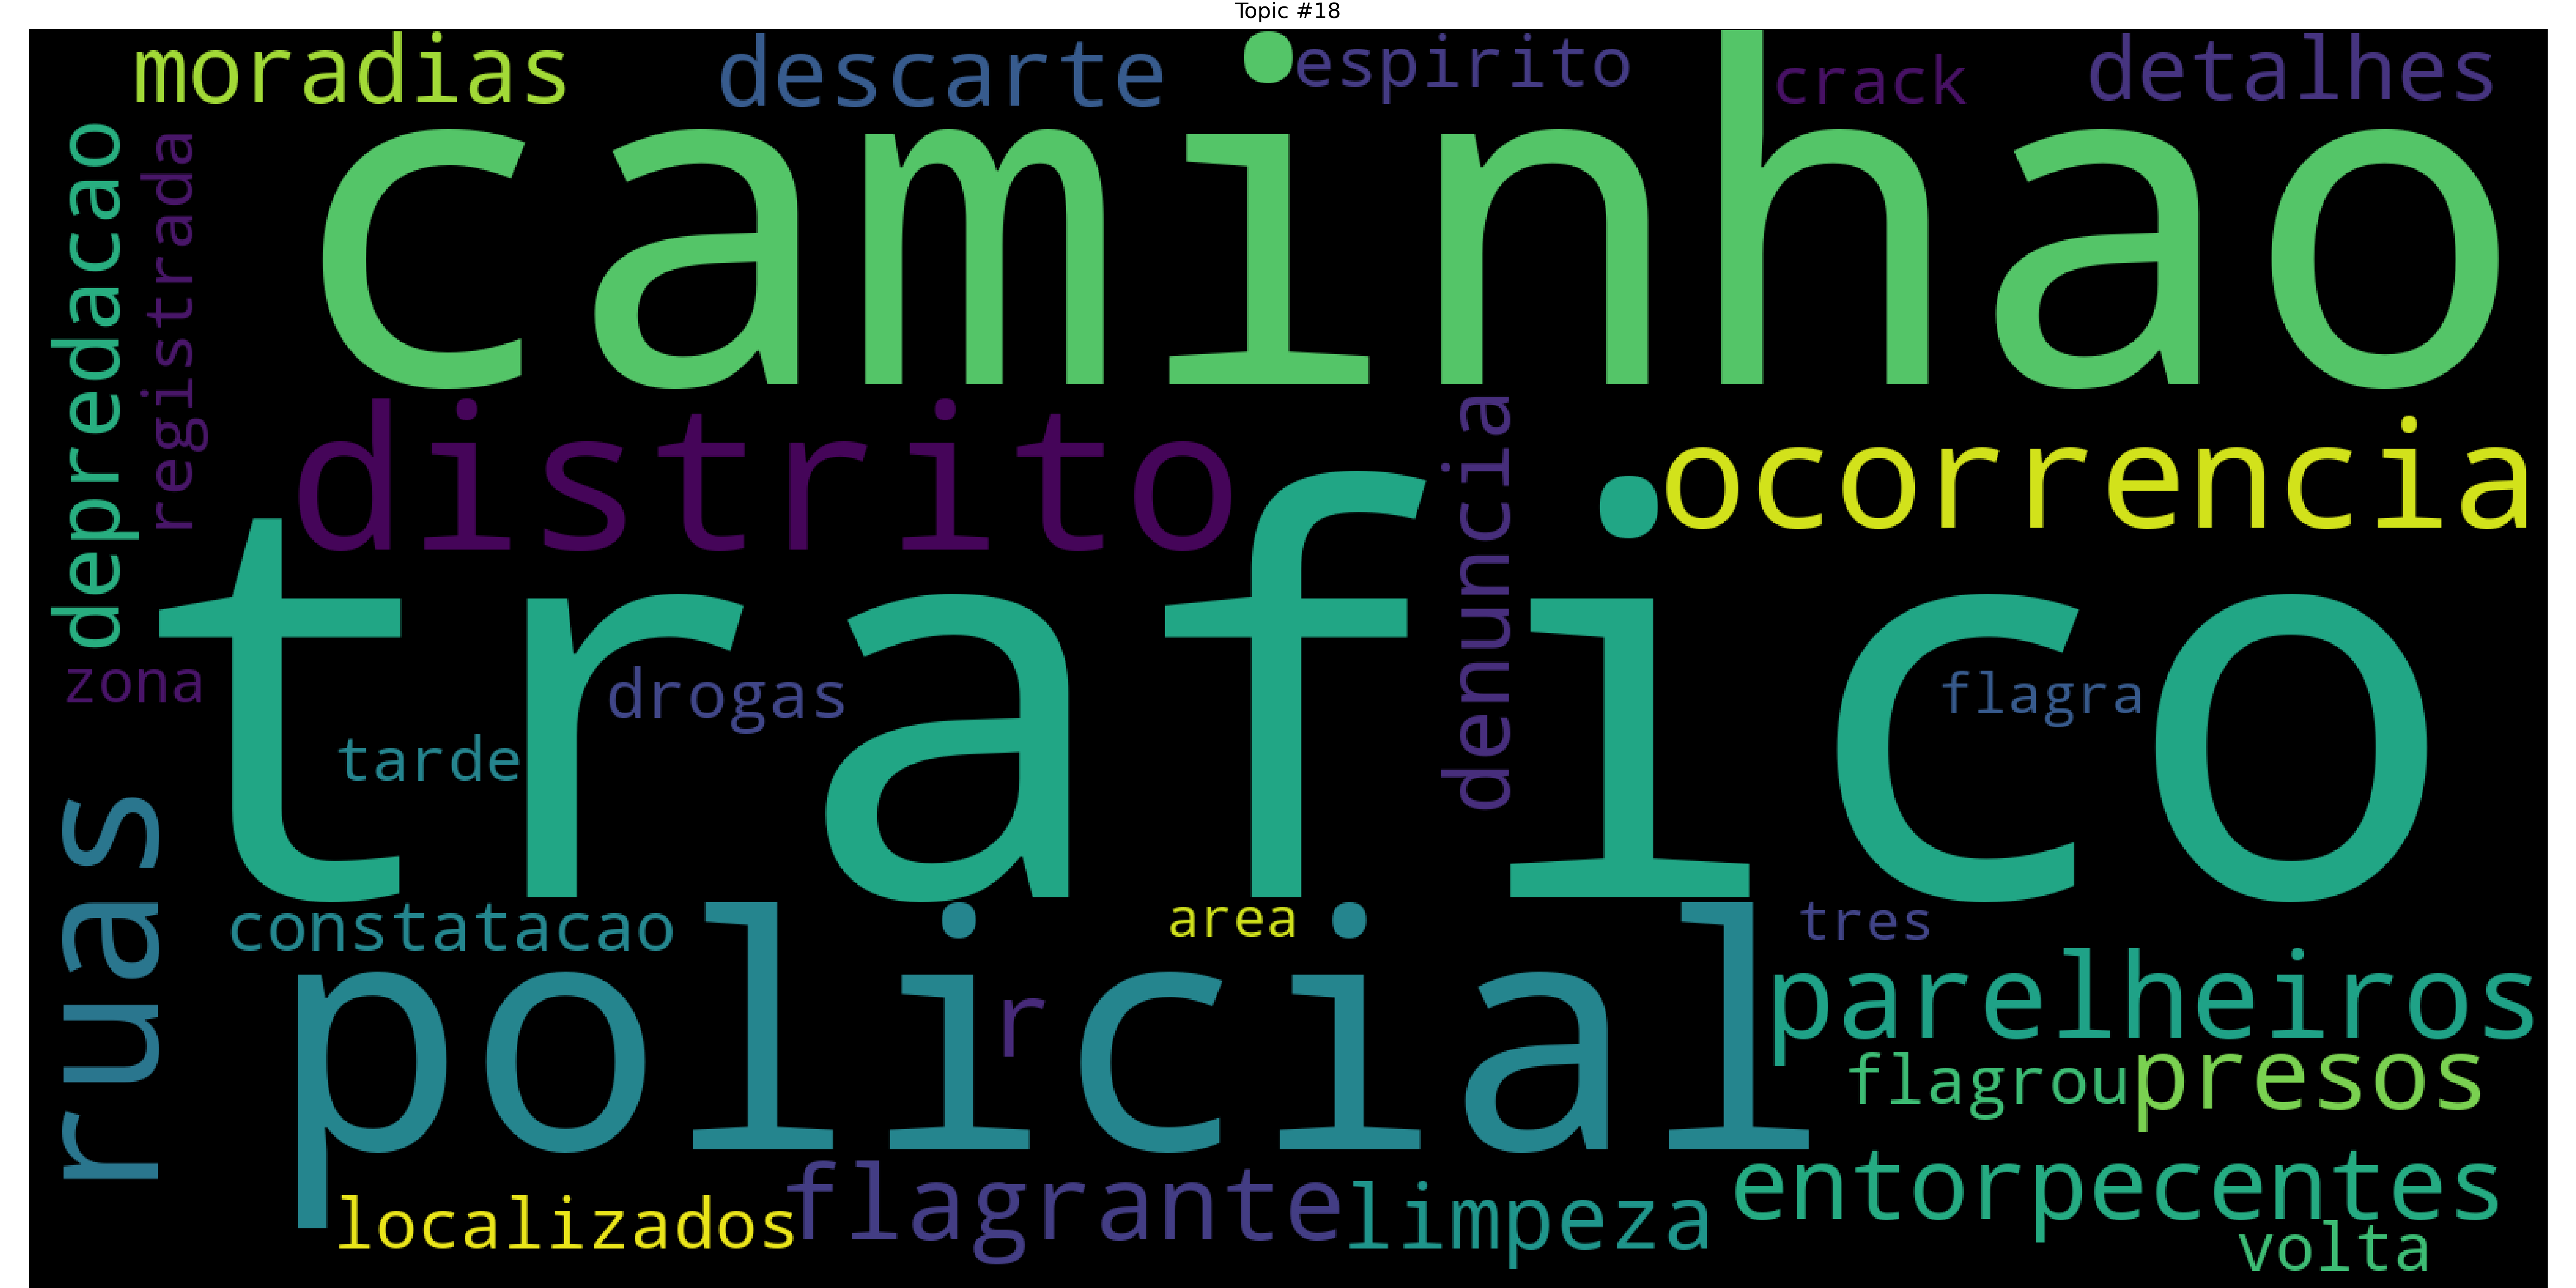 Topic #18
moradias
descarte
espirito
crack
detalhes
caminhao
depredacao
registrada
distrito
denuncia
ocorrencia
trafico
zona
drogas
flagra
tarde
ruas
constatacao
area
tres
policial
r
parelheiros
flagrou
presos
localizados
flagrante
limpeza
entorpecentes
volta